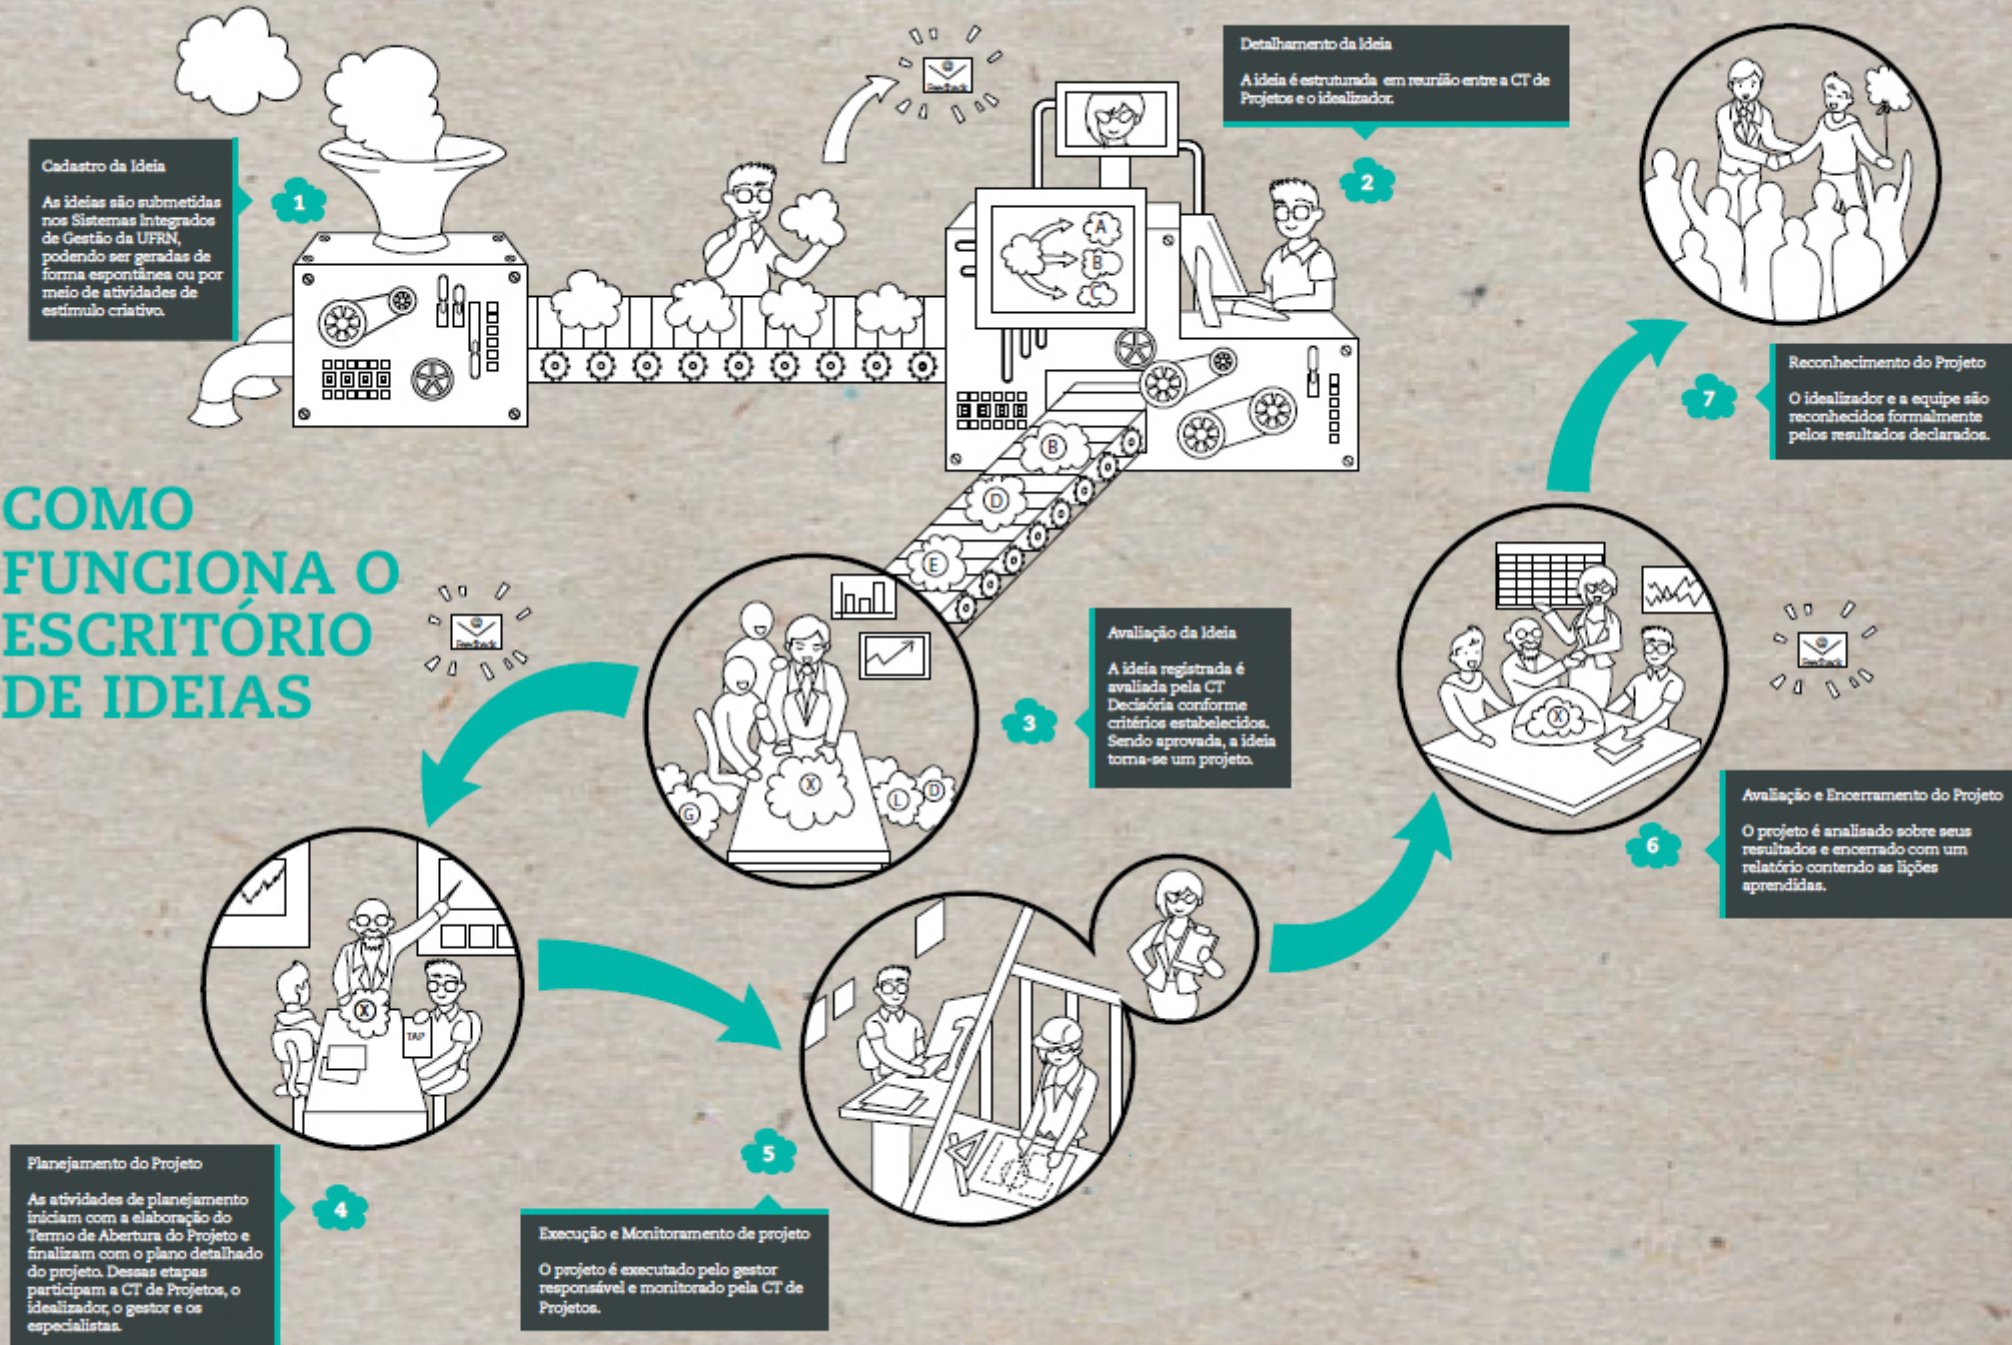 COMO
FUNCIONA O
ESCRITÓRIO
DE IDEIAS
Cadastro da Ideia
As ideias são submetidas
nos Sistemas Integrados
de Gestão da UFRN,
podendo ser geradas de
forma espontânea ou por
meio de atividades de
estímulo criativo.
1
Feedback
A
B
C
Detalhamento da Ideia
A ideia é estruturada em reunião entre a CT de
Projetos e o idealizador.
2
B
D
E
Avaliação da Ideia
A ideia registrada é
avaliada pela CT
Decisória conforme
critérios estabelecidos.
Sendo aprovada, a ideia
torna-se um projeto.
3
G
X
L
D
Feedback
X
TAP
Planejamento do Projeto
As atividades de planejamento
iniciam com a elaboração do
Termo de Abertura do Projeto e
finalizam com o plano detalhado
do projeto. Dessas etapas
participam a CT de Projetos, o
idealizador, o gestor e os
especialistas.
4
5
Execução e Monitoramento de projeto
O projeto é executado pelo gestor
responsável e monitorado pela CT de
Projetos.
X
Feedback
6
Avaliação e Encerramento do Projeto
O projeto é analisado sobre seus
resultados e encerrado com um
relatório contendo as lições
aprendidas.
7
Reconhecimento do Projeto
O idealizador e a equipe são
reconhecidos formalmente
pelos resultados declarados.